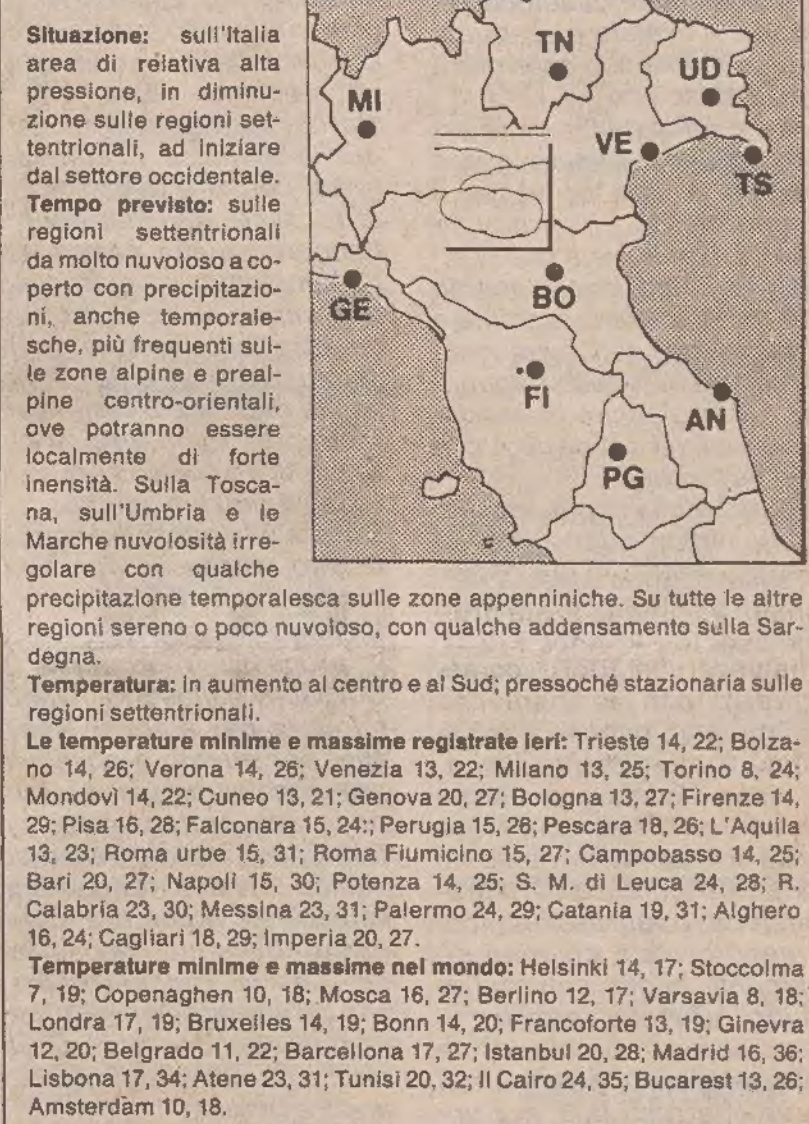 Situazione: sull'Italia
area di relativa alta
pressione, in diminu-
zione sulle regioni set-
tentrionali, ad iniziare
dal settore occidentale.
Tempo previsto: sulle
regioni settentrionali
da molto nuvoloso a co-
perto con precipitazio-
ni, anche temporale-
sche, più frequenti sul-
le zone alpine e preal-
pine centro-orientali,
ove potranno essere
localmente di forte
inensità. Sulla Tosca-
na, sull'Umbria e le
Marche nuvolosità irre-
golare con qualche
precipitazione temporalesca sulle zone appenniniche. Su tutte le altre
regioni sereno o poco nuvoloso, con qualche addensamento sulla Sar-
degna.
Temperatura: in aumento al centro e al Sud; pressoché stazionaria sulle
regioni settentrionali.
Le temperature minime e massime registrate ieri: Trieste 14, 22; Bolza-
no 14, 26; Verona 14, 26; Venezia 13, 22; Milano 13, 25; Torino 8, 24;
Mondovì 14, 22; Cuneo 13, 21; Genova 20, 27; Bologna 13, 27; Firenze 14,
29; Pisa 16, 28; Falconara 15, 24:; Perugia 15, 26; Pescara 18, 26; L'Aquila
13, 23; Roma urbe 15, 31; Roma Fiumicino 15, 27; Campobasso 14, 25;
Bari 20, 27; Napoli 15, 30; Potenza 14, 25; S. M. di Leuca 24, 28; R.
Calabria 23, 30; Messina 23, 31; Palermo 24, 29; Catania 19, 31; Alghero
16, 24; Cagliari 18, 29; Imperia 20, 27.
Temperature minime e massime nel mondo: Helsinki 14, 17; Stoccolma
7, 19; Copenaghen 10, 18; Mosca 16, 27; Berlino 12, 17; Varsavia 8, 18;
Londra 17, 19; Bruxelles 14, 19; Bonn 14, 20; Francoforte 13, 19; Ginevra
12, 20; Belgrado 11, 22; Barcellona 17, 27; Istanbul 20, 28; Madrid 16, 36;
Lisbona 17, 34; Atene 23, 31; Tunisi 20, 32; Il Cairo 24, 35; Bucarest 13, 26;
Amsterdam 10, 18.
TN
UD
MI
VE
TS
BO
GE
FI
AN
PG